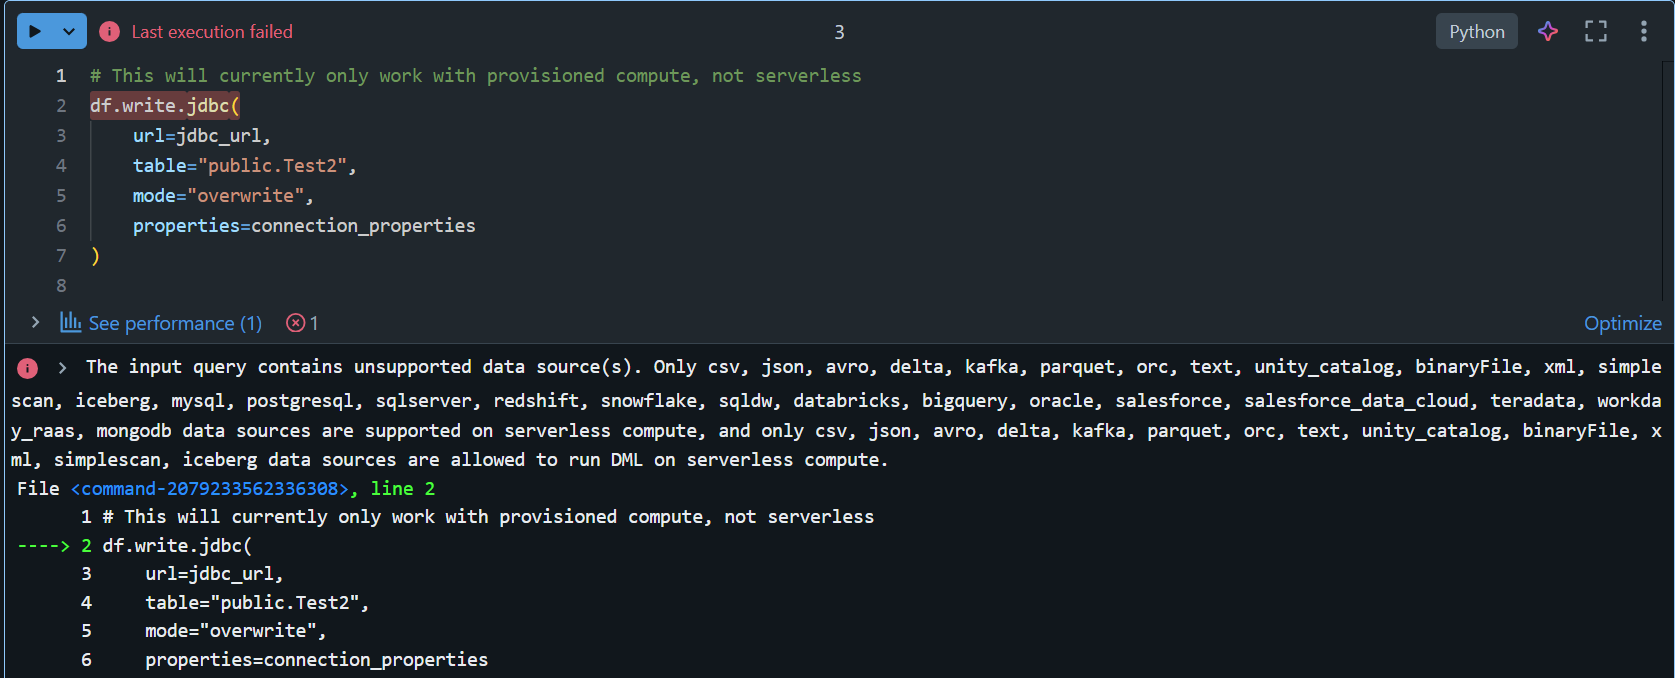 Last execution failed 3 Python
1 # This will currently only work with provisioned compute, not serverless
2 df.write.jdbc(
3 url=jdbc_url,
4 table="public.Test2",
5 mode="overwrite",
6 properties=connection_properties
7 )
8
See performance (1) 1 Optimize
The input query contains unsupported data source(s). Only csv, json, avro, delta, kafka, parquet, orc, text, unity_catalog, binaryFile, xml, simple
scan, iceberg, mysql, postgresql, sqlserver, redshift, snowflake, sqldw, databricks, bigquery, oracle, salesforce, salesforce_data_cloud, teradata, workda
y_raas, mongodb data sources are supported on serverless compute, and only csv, json, avro, delta, kafka, parquet, orc, text, unity_catalog, binaryFile, x
ml, simplescan, iceberg data sources are allowed to run DML on serverless compute.
File <command-2079233562336308>, line 2
1 # This will currently only work with provisioned compute, not serverless
----> 2 df.write.jdbc(
3 url=jdbc_url,
4 table="public.Test2",
5 mode="overwrite",
6 properties=connection_properties